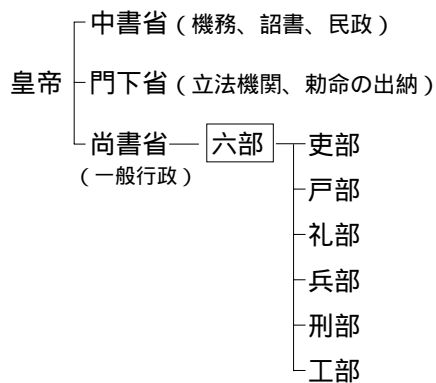 中書省（機務、詔書、民政）
皇帝 門下省（立法機関、勅命の出納）
尚書省 六部 吏部
（一般行政）
戸部
礼部
兵部
刑部
工部